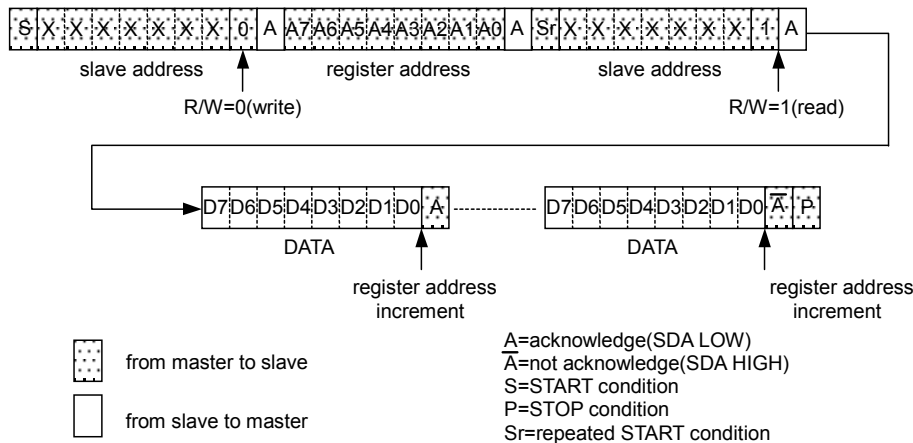 S X X X X X X X 0 A A7 A6 A5 A4 A3 A2 A1 A0 A Sr X X X X X X X 1 A
slave address register address slave address
R/W=0(write) R/W=1(read)
D7 D6 D5 D4 D3 D2 D1 D0 A D7 D6 D5 D4 D3 D2 D1 D0 A̅ P
DATA DATA
register address register address
increment increment
from master to slave
from slave to master
A=acknowledge(SDA LOW)
A̅=not acknowledge(SDA HIGH)
S=START condition
P=STOP condition
Sr=repeated START condition